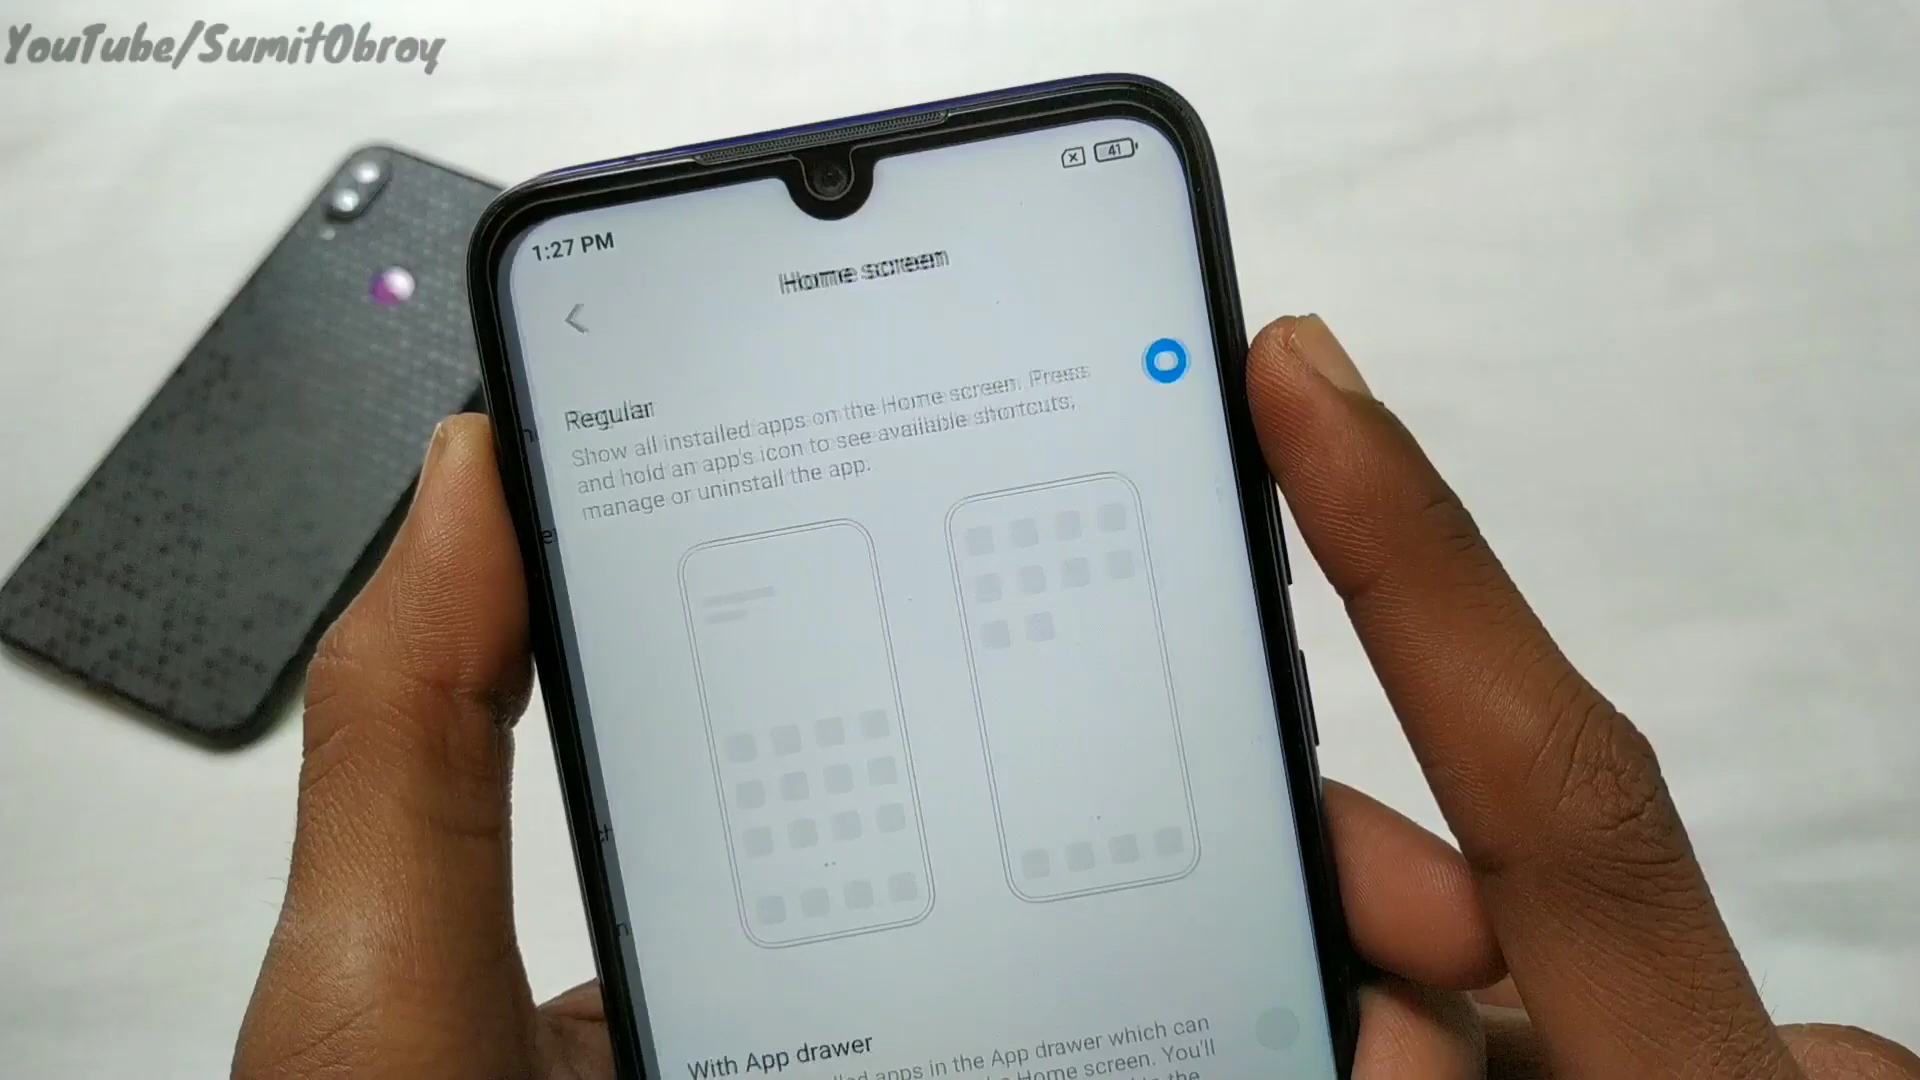 YouTube/SumitObroy
41
1:27 PM
Home screen
Regular
Show all installed apps on the Home screen. Press
and hold an app's icon to see available shortcuts,
manage or uninstall the app.
With App drawer
apps in the App drawer which can
Home screen. You'll
the